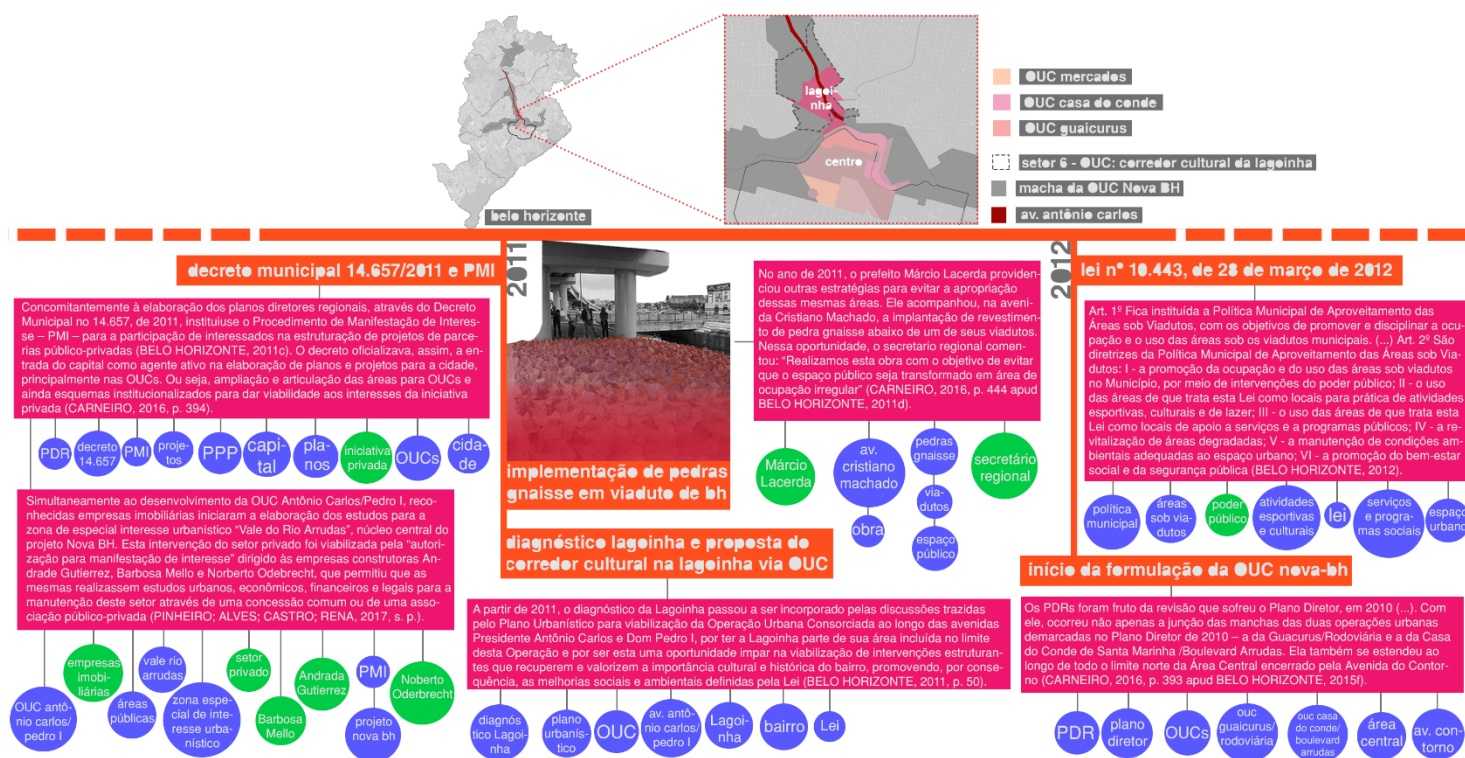 belo horizonte
lagoi-
nha
centro
OUC mercados
OUC casa do conde
OUC guaicurus
setor 6 - OUC: corredor cultural da lagoinha
macha da OUC Nova BH
av. antônio carlos
2011
decreto municipal 14.657/2011 e PMI
Concomitantemente à elaboração dos planos diretores regionais, através do Decreto
Municipal no 14.657, de 2011, instituiuse o Procedimento de Manifestação de Interes-
se – PMI – para a participação de interessados na estruturação de projetos de parce-
rias público-privadas (BELO HORIZONTE, 2011c). O decreto oficializava, assim, a en-
trada do capital como agente ativo na elaboração de planos e projetos para a cidade,
principalmente nas OUCs. Ou seja, ampliação e articulação das áreas para OUCs e
ainda esquemas institucionalizados para dar viabilidade aos interesses da iniciativa
privada (CARNEIRO, 2016, p. 394).
PDR
decreto
14.657
PMI
proje-
tos
PPP
capi-
tal
pla-
nos
iniciativa
privada
OUCs
cida-
de
Simultaneamente ao desenvolvimento da OUC Antônio Carlos/Pedro I, reco-
nhecidas empresas imobiliárias iniciaram a elaboração dos estudos para a
zona de especial interesse urbanístico “Vale do Rio Arrudas”, núcleo central do
projeto Nova BH. Esta intervenção do setor privado foi viabilizada pela “autori-
zação para manifestação de interesse” dirigido às empresas construtoras An-
drade Gutierrez, Barbosa Mello e Norberto Odebrecht, que permitiu que as
mesmas realizassem estudos urbanos, econômicos, financeiros e legais para a
manutenção deste setor através de uma concessão comum ou de uma asso-
ciação público-privada (PINHEIRO; ALVES; CASTRO; RENA, 2017, s. p.).
OUC antô-
nio carlos/
pedro I
empresas
imobi-
liárias
áreas
públicas
vale rio
arrudas
zona espe-
cial de inte-
resse urba-
nístico
setor
privado
Barbosa
Mello
Andrada
Gutierrez
PMI
projeto
nova bh
Noberto
Oderbrecht
implementação de pedras
gnaisse em viaduto de bh
No ano de 2011, o prefeito Márcio Lacerda providen-
ciou outras estratégias para evitar a apropriação
dessas mesmas áreas. Ele acompanhou, na aveni-
da Cristiano Machado, a implantação de revestimen-
to de pedra gnaisse abaixo de um de seus viadutos.
Nessa oportunidade, o secretario regional comen-
tou: “Realizamos esta obra com o objetivo de evitar
que o espaço público seja transformado em área de
ocupação irregular” (CARNEIRO, 2016, p. 444 apud
BELO HORIZONTE, 2011d).
Márcio
Lacerda
av.
cristiano
machado
obra
pedras
gnaisse
via-
dutos
espaço
público
secretário
regional
diagnóstico lagoinha e proposta do
corredor cultural na lagoinha via OUC
A partir de 2011, o diagnóstico da Lagoinha passou a ser incorporado pelas discussões trazidas
pelo Plano Urbanístico para viabilização da Operação Urbana Consorciada ao longo das avenidas
Presidente Antônio Carlos e Dom Pedro I, por ter a Lagoinha parte de sua área incluída no limite
desta Operação e por ser esta uma oportunidade impar na viabilização de intervenções estruturan-
tes que recuperem e valorizem a importância cultural e histórica do bairro, promovendo, por conse-
quência, as melhorias sociais e ambientais definidas pela Lei (BELO HORIZONTE, 2011, p. 50).
diagnós
tico Lagoi-
nha
plano
urbanís-
tico
OUC
av. antô-
nio carlos/
pedro I
Lagoi-
nha
bairro
Lei
2012
lei nº 10.443, de 28 de março de 2012
Art. 1º Fica instituída a Política Municipal de Aproveitamento das
Áreas sob Viadutos, com os objetivos de promover e disciplinar a ocu-
pação e o uso das áreas sob os viadutos municipais. (...) Art. 2º São
diretrizes da Política Municipal de Aproveitamento das Áreas sob Via-
dutos: I - a promoção da ocupação e do uso das áreas sob viadutos
no Município, por meio de intervenções do poder público; II - o uso
das áreas de que trata esta Lei como locais para prática de atividades
esportivas, culturais e de lazer; III - o uso das áreas de que trata esta
Lei como locais de apoio a serviços e a programas públicos; IV - a re-
vitalização de áreas degradadas; V - a manutenção de condições am-
bientais adequadas ao espaço urbano; VI - a promoção do bem-estar
social e da segurança pública (BELO HORIZONTE, 2012).
política
municipal
áreas
sob via-
dutos
poder
público
atividades
esportivas
e culturais
lei
serviços
e progra-
mas sociais
espaço
urbano
início da formulação da OUC nova-bh
Os PDRs foram fruto da revisão que sofreu o Plano Diretor, em 2010 (...). Com
ele, ocorreu não apenas a junção das manchas das duas operações urbanas
demarcadas no Plano Diretor de 2010 – a da Guacurus/Rodoviária e a da Casa
do Conde de Santa Marinha /Boulevard Arrudas. Ela também se estendeu ao
longo de todo o limite norte da Área Central encerrado pela Avenida do Contor-
no (CARNEIRO, 2016, p. 393 apud BELO HORIZONTE, 2015f).
PDR
plano
diretor
OUCs
ouc
guaicurus/
rodoviária
ouc casa
do conde/
boulevard
arrudas
área
central
av. con-
torno